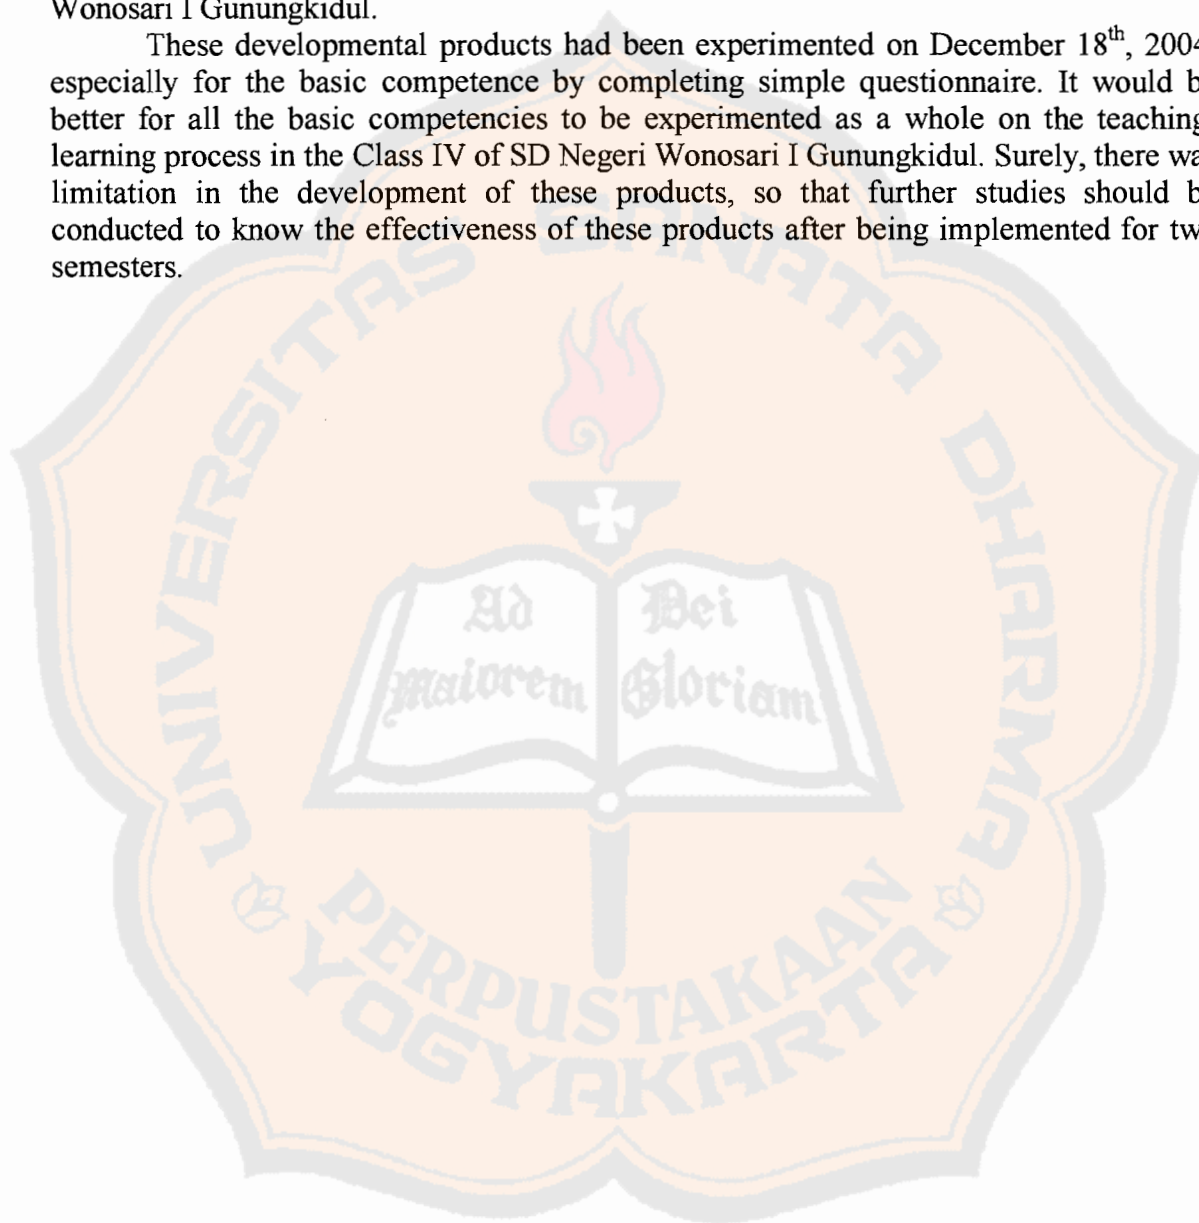 Wonosari I Gunungkidul.
These developmental products had been experimented on December 18th, 2004
especially for the basic competence by completing simple questionnaire. It would b
better for all the basic competencies to be experimented as a whole on the teaching
learning process in the Class IV of SD Negeri Wonosari I Gunungkidul. Surely, there wa
limitation in the development of these products, so that further studies should b
conducted to know the effectiveness of these products after being implemented for tw
semesters.
UNIVERSITAS SANATA DHARMA
Ad Dei
maiorem Gloriam
PERPUSTAKAAN
YOGYAKARTA